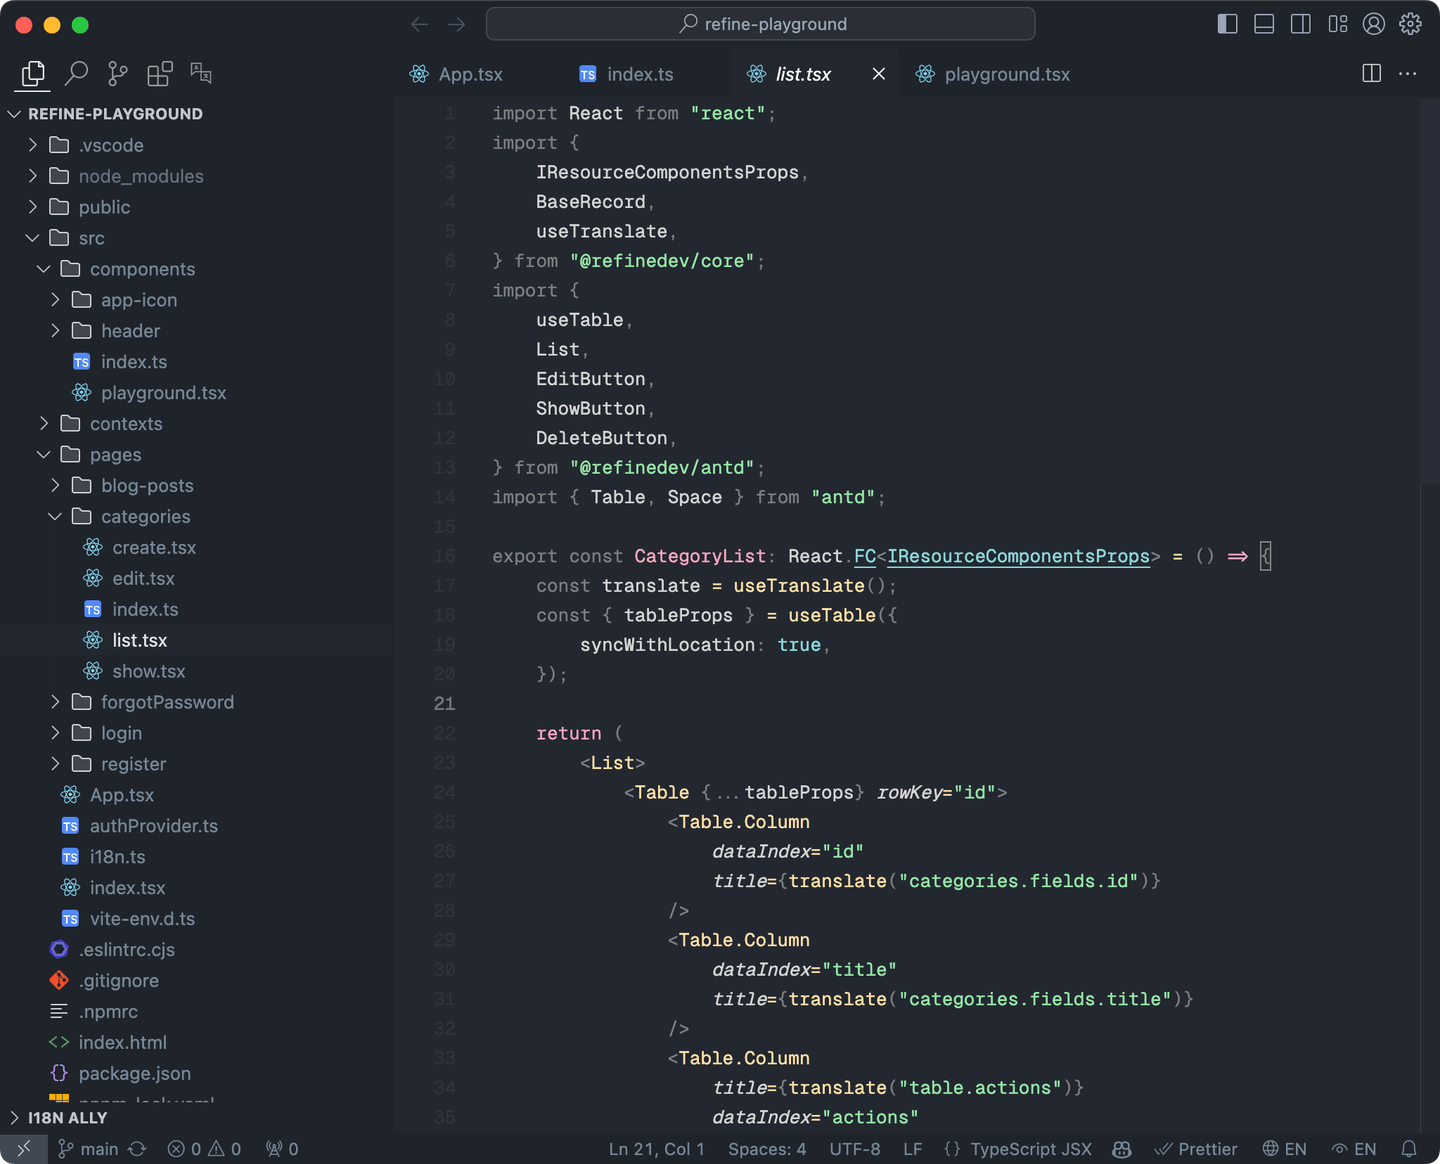 refine-playground
App.tsx
TS index.ts
list.tsx
playground.tsx
REFINE-PLAYGROUND
.vscode
node_modules
public
src
components
app-icon
header
TS index.ts
playground.tsx
contexts
pages
blog-posts
categories
create.tsx
edit.tsx
TS index.ts
list.tsx
show.tsx
forgotPassword
login
register
App.tsx
TS authProvider.ts
TS i18n.ts
index.tsx
TS vite-env.d.ts
.eslintrc.cjs
.gitignore
.npmrc
<> index.html
{} package.json
I18N ALLY
1 import React from "react";
2 import {
3 IResourceComponentsProps,
4 BaseRecord,
5 useTranslate,
6 } from "@refinedev/core";
7 import {
8 useTable,
9 List,
10 EditButton,
11 ShowButton,
12 DeleteButton,
13 } from "@refinedev/antd";
14 import { Table, Space } from "antd";
15
16 export const CategoryList: React.FC<IResourceComponentsProps> = () => {
17 const translate = useTranslate();
18 const { tableProps } = useTable({
19 syncWithLocation: true,
20 });
21
22 return (
23 <List>
24 <Table {...tableProps} rowKey="id">
25 <Table.Column
26 dataIndex="id"
27 title={translate("categories.fields.id")}
28 />
29 <Table.Column
30 dataIndex="title"
31 title={translate("categories.fields.title")}
32 />
33 <Table.Column
34 title={translate("table.actions")}
35 dataIndex="actions"
main 0 0 0 Ln 21, Col 1 Spaces: 4 UTF-8 LF {} TypeScript JSX Prettier EN EN